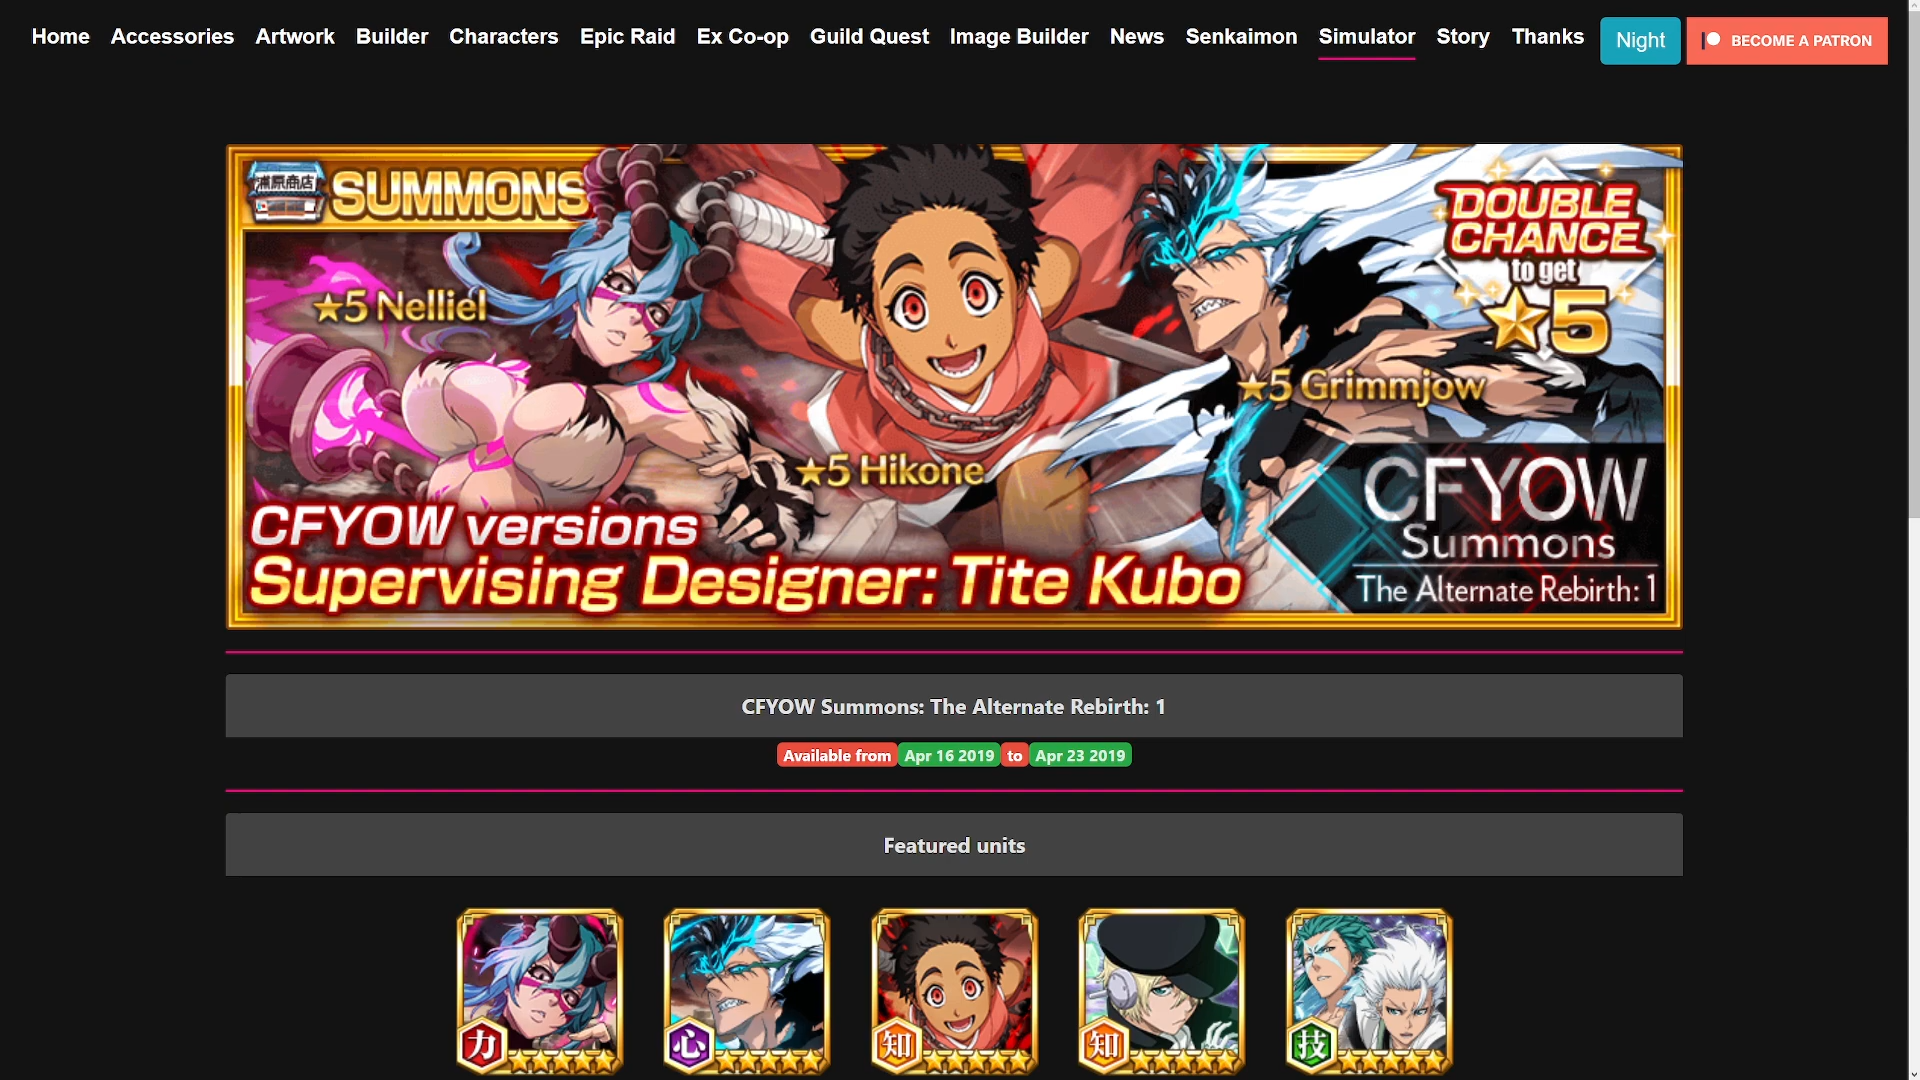 Home Accessories Artwork Builder Characters Epic Raid Ex Co-op Guild Quest Image Builder News Senkaimon Simulator Story Thanks Night BECOME A PATRON
浦原商店 SUMMONS
DOUBLE
CHANCE
to get
★5
★5 Nelliel
★5 Grimmjow
★5 Hikone
CFYOW versions
Supervising Designer: Tite Kubo
CFYOW
Summons
The Alternate Rebirth: 1
CFYOW Summons: The Alternate Rebirth: 1
Available from Apr 16 2019 to Apr 23 2019
Featured units
力 心 知 知 技